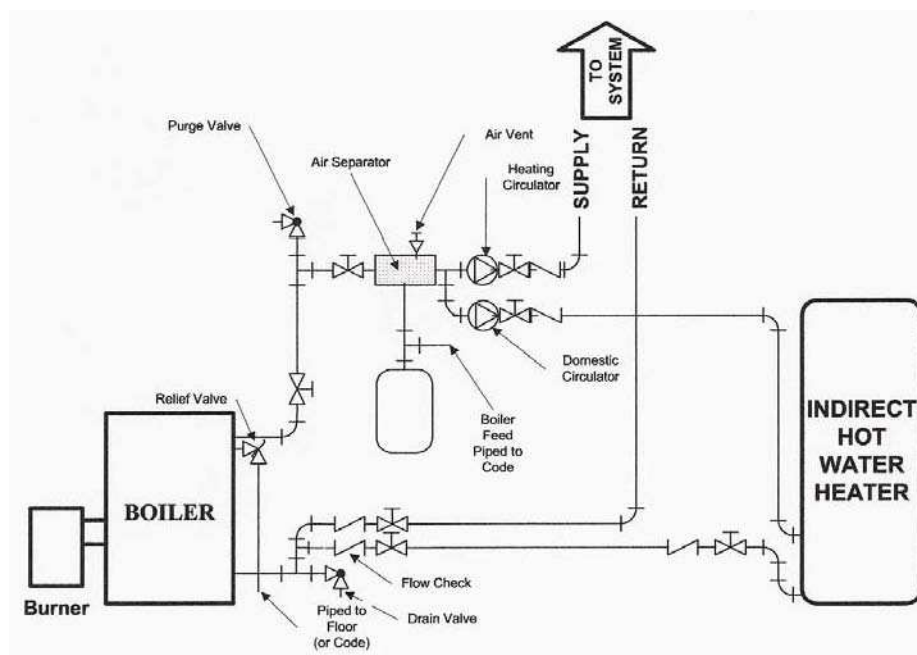 TO
SYSTEM
Purge Valve
Air Vent
Air Separator
Heating
Circulator
SUPPLY
RETURN
Domestic
Circulator
Relief Valve
Boiler
Feed
Piped to
Code
INDIRECT
HOT
WATER
HEATER
BOILER
Flow Check
Burner
Piped to
Floor
(or Code)
Drain Valve